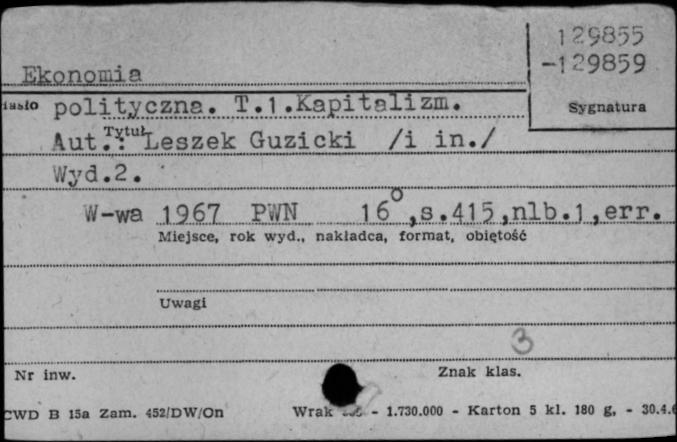 129855
-129859
Ekonomia
polityczna. T.1.Kapitalizm.
Sygnatura
Tytuł
Aut.: Leszek Guzicki /i in./
Wyd.2.
W-wa 1967 PWN 16°,s.415,nlb.1,err.
Miejsce, rok wyd., nakładca, format, objętość
Uwagi
3
Nr inw. Znak klas.
CWD B 15a Zam. 452/DW/On Wrak - 1.730.000 - Karton 5 kl. 180 g, - 30.4.6